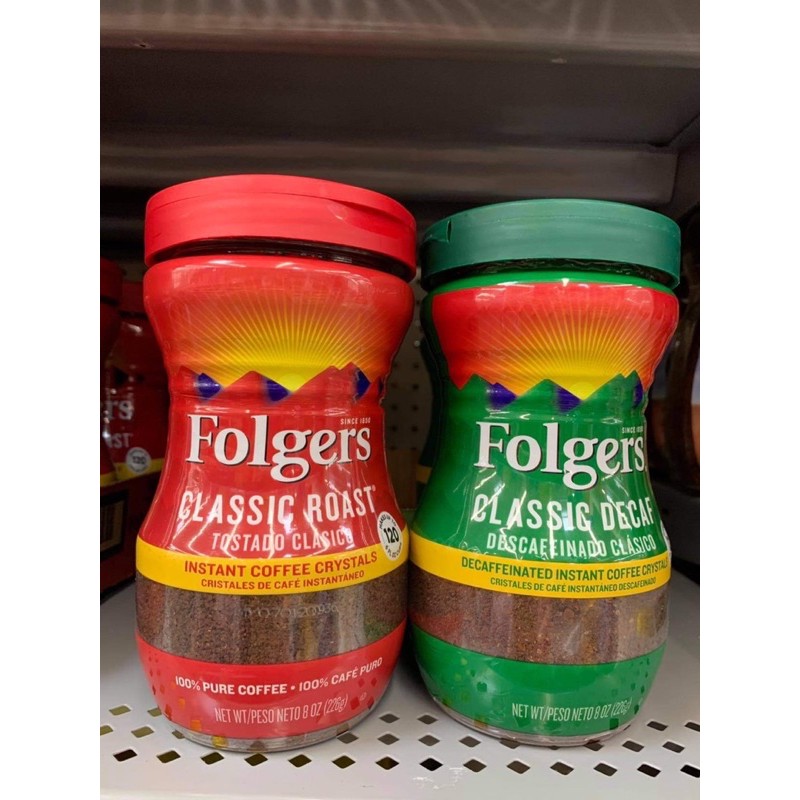 SINCE 1850
Folgers
CLASSIC ROAST
TOSTADO CLÁSICO
120
INSTANT COFFEE CRYSTALS
CRISTALES DE CAFÉ INSTANTÁNEO
100% PURE COFFEE • 100% CAFÉ PURO
NET WT/PESO NETO 8 OZ (226g)
SINCE 1850
Folgers
CLASSIC DECAF
DESCAFEINADO CLÁSICO
DECAFFEINATED INSTANT COFFEE CRYSTALS
CRISTALES DE CAFÉ INSTANTÁNEO DESCAFEINADO
NET WT/PESO NETO 8 OZ (226g)